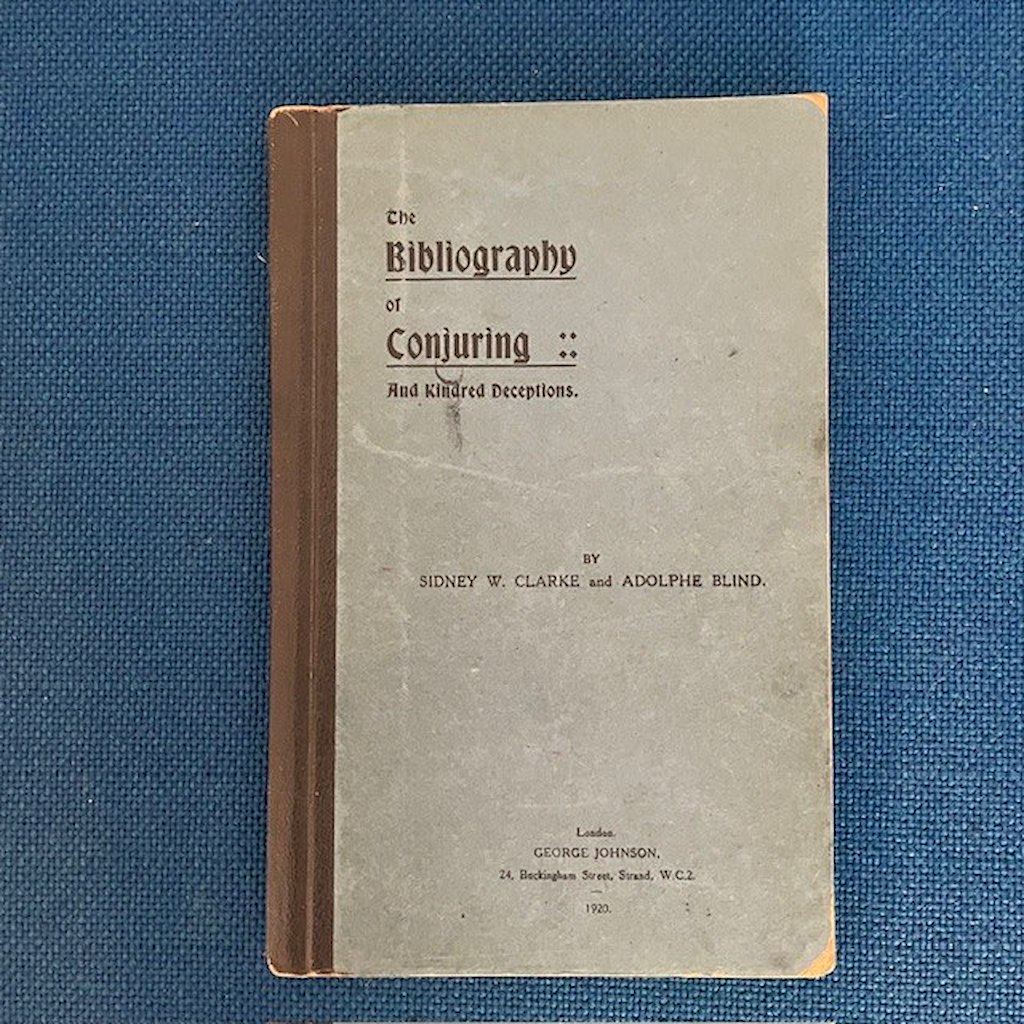 The
Bibliography
of
Conjuring ::
And Kindred Deceptions.
BY
SIDNEY W. CLARKE and ADOLPHE BLIND.
London.
GEORGE JOHNSON,
24, Buckingham Street, Strand, W.C.2.
1920.